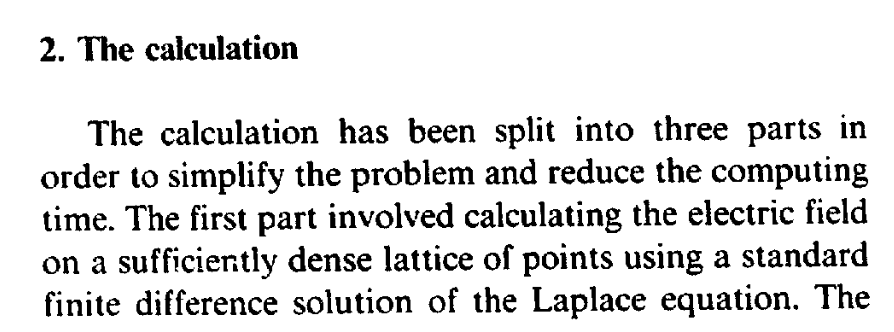 2. The calculation
The calculation has been split into three parts in
order to simplify the problem and reduce the computing
time. The first part involved calculating the electric field
on a sufficiently dense lattice of points using a standard
finite difference solution of the Laplace equation. The